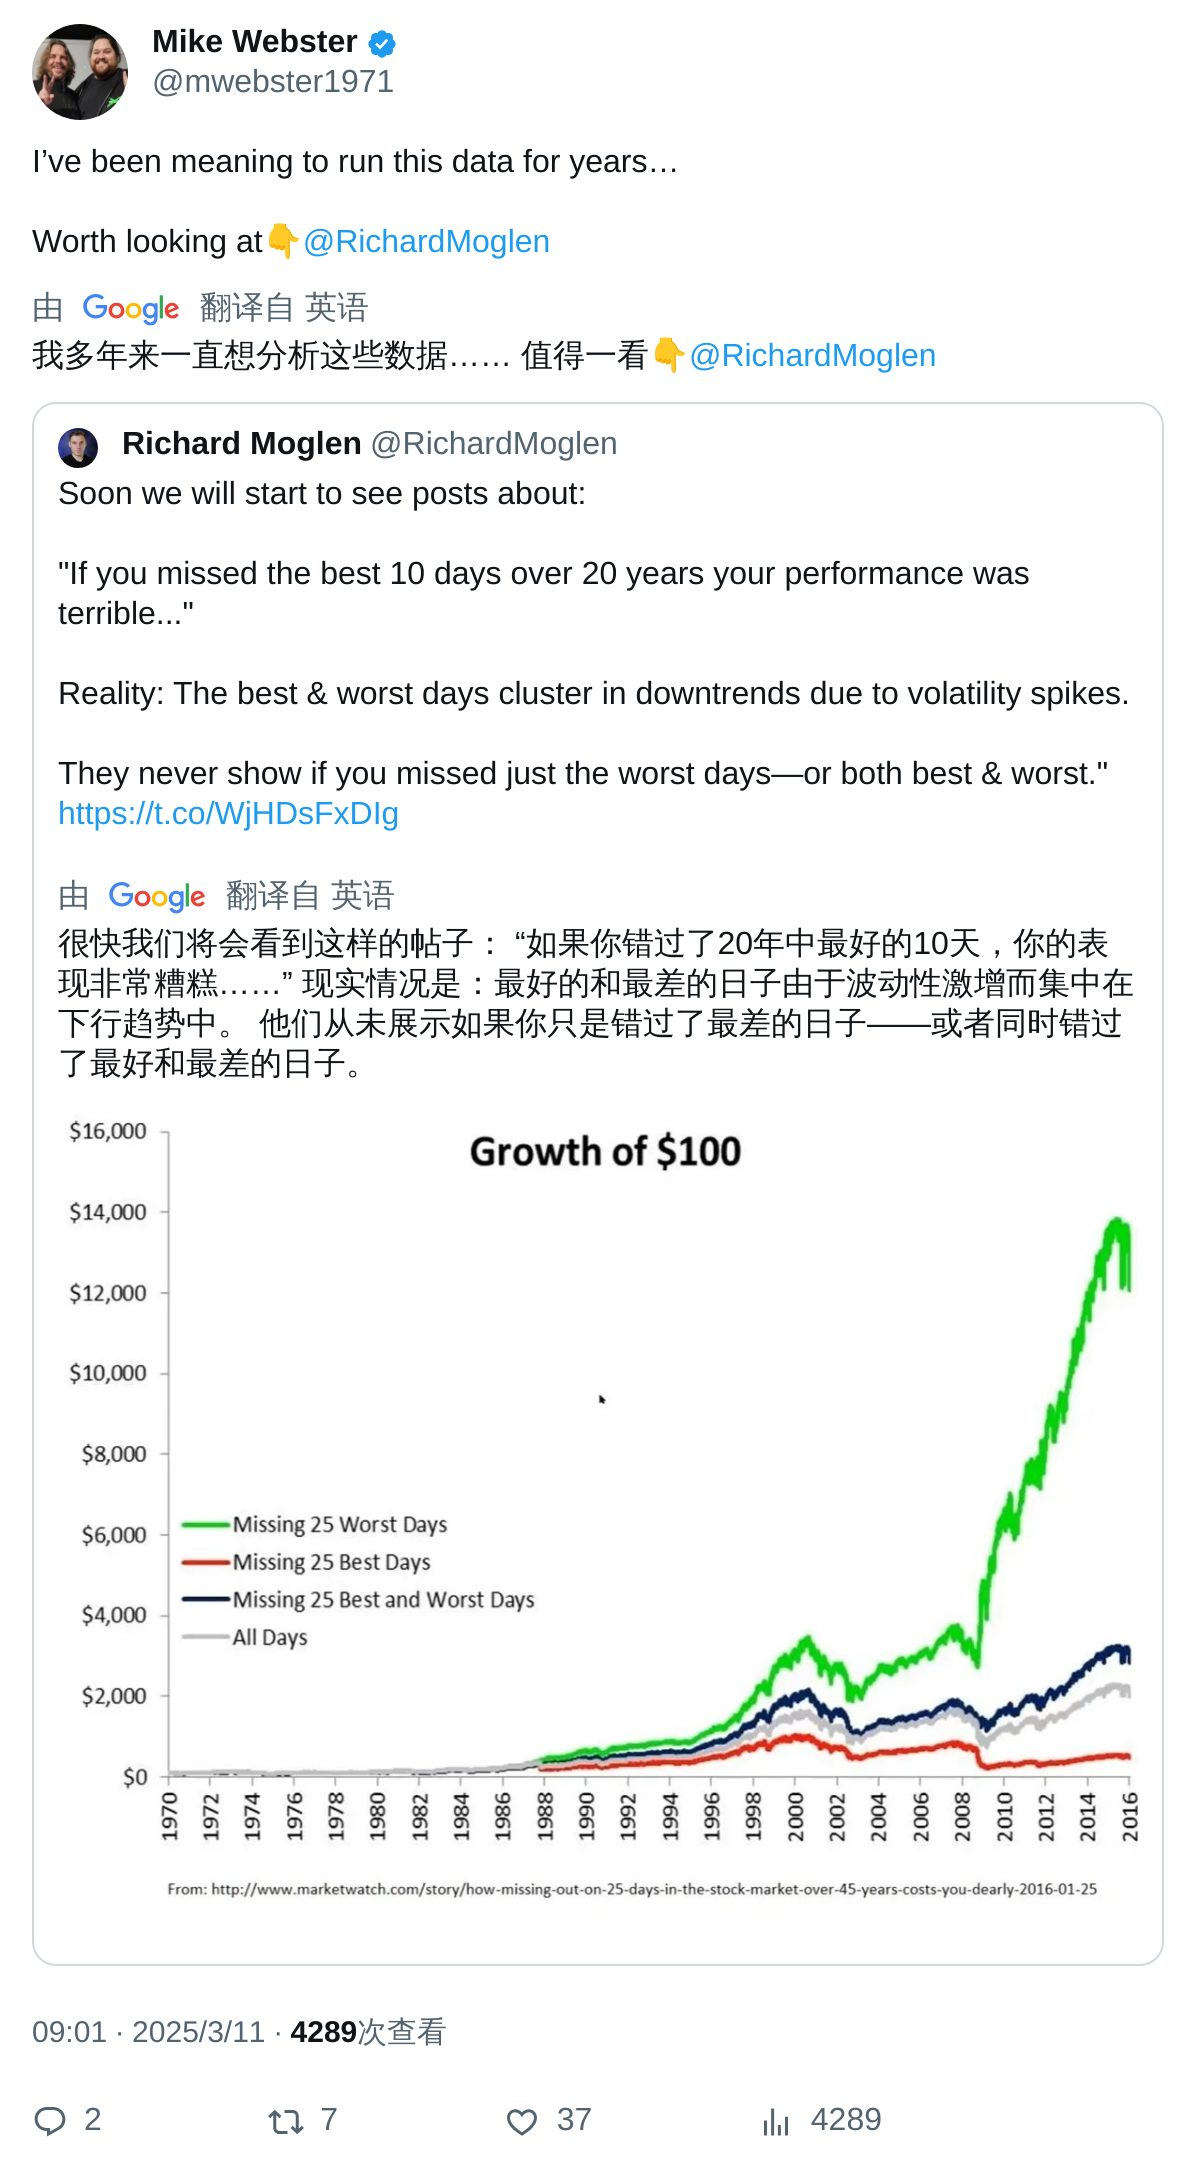 Mike Webster
@mwebster1971
I’ve been meaning to run this data for years…
Worth looking at👇@RichardMoglen
由 Google 翻译自 英语
我多年来一直想分析这些数据…… 值得一看👇@RichardMoglen
Richard Moglen @RichardMoglen
Soon we will start to see posts about:
"If you missed the best 10 days over 20 years your performance was
terrible..."
Reality: The best & worst days cluster in downtrends due to volatility spikes.
They never show if you missed just the worst days—or both best & worst."
https://t.co/WjHDsFxDIg
由 Google 翻译自 英语
很快我们将会看到这样的帖子： “如果你错过了20年中最好的10天，你的表
现非常糟糕……” 现实情况是：最好的和最差的日子由于波动性激增而集中在
下行趋势中。 他们从未展示如果你只是错过了最差的日子——或者同时错过
了最好和最差的日子。
Growth of $100
$16,000
$14,000
$12,000
$10,000
$8,000
$6,000
$4,000
$2,000
$0
Missing 25 Worst Days
Missing 25 Best Days
Missing 25 Best and Worst Days
All Days
1970 1972 1974 1976 1978 1980 1982 1984 1986 1988 1990 1992 1994 1996 1998 2000 2002 2004 2006 2008 2010 2012 2014 2016
From: http://www.marketwatch.com/story/how-missing-out-on-25-days-in-the-stock-market-over-45-years-costs-you-dearly-2016-01-25
09:01 · 2025/3/11 · 4289次查看
2 7 37 4289